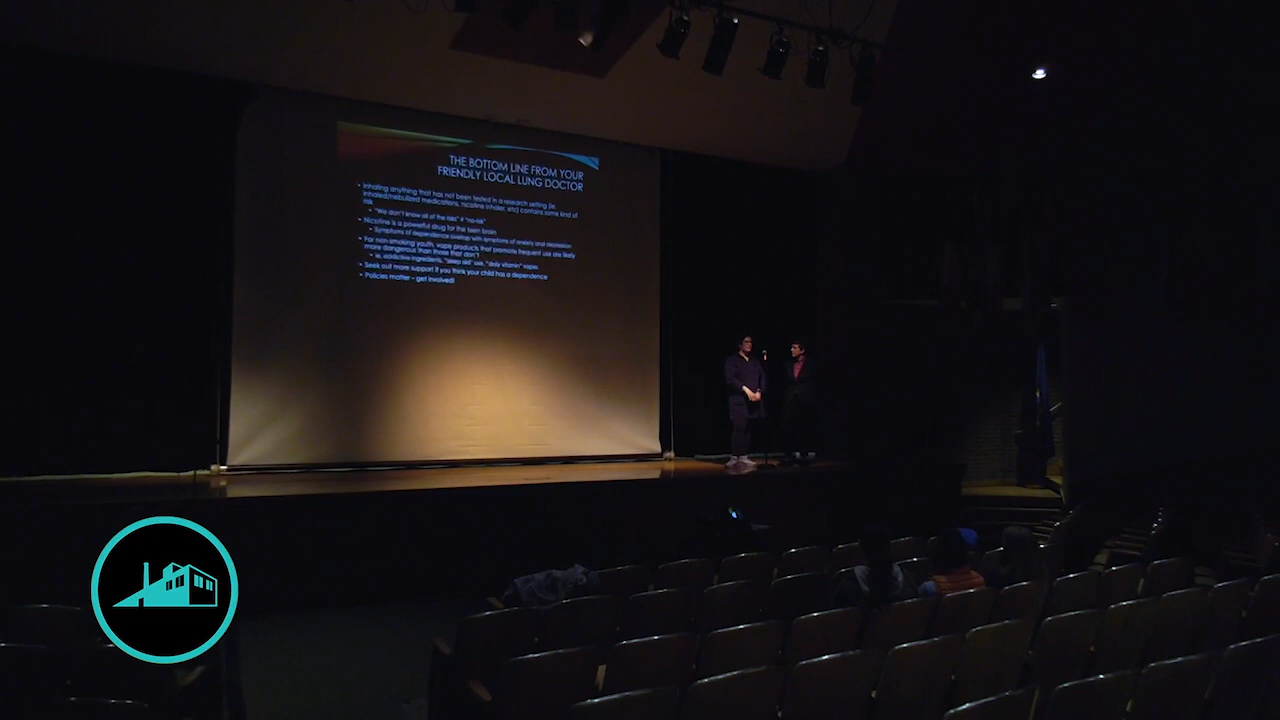 THE BOTTOM LINE FROM YOUR
FRIENDLY LOCAL LUNG DOCTOR
• Inhaling anything that has not been tested in a research setting (ie.
inhaled/nebulized medications, nicotine inhaler, etc) contains some kind of
risk
• "We don't know all of the risks" ≠ "no-risk"
• Nicotine is a powerful drug for the teen brain
• Symptoms of dependence overlap with symptoms of anxiety and depression
• For non-smoking youth, vape products that promote frequent use are likely
more dangerous than those that don't
• ie. addictive ingredients, "sleep aid" use, "daily vitamin" vapes
• Seek out more support if you think your child has a dependence
• Policies matter – get involved!